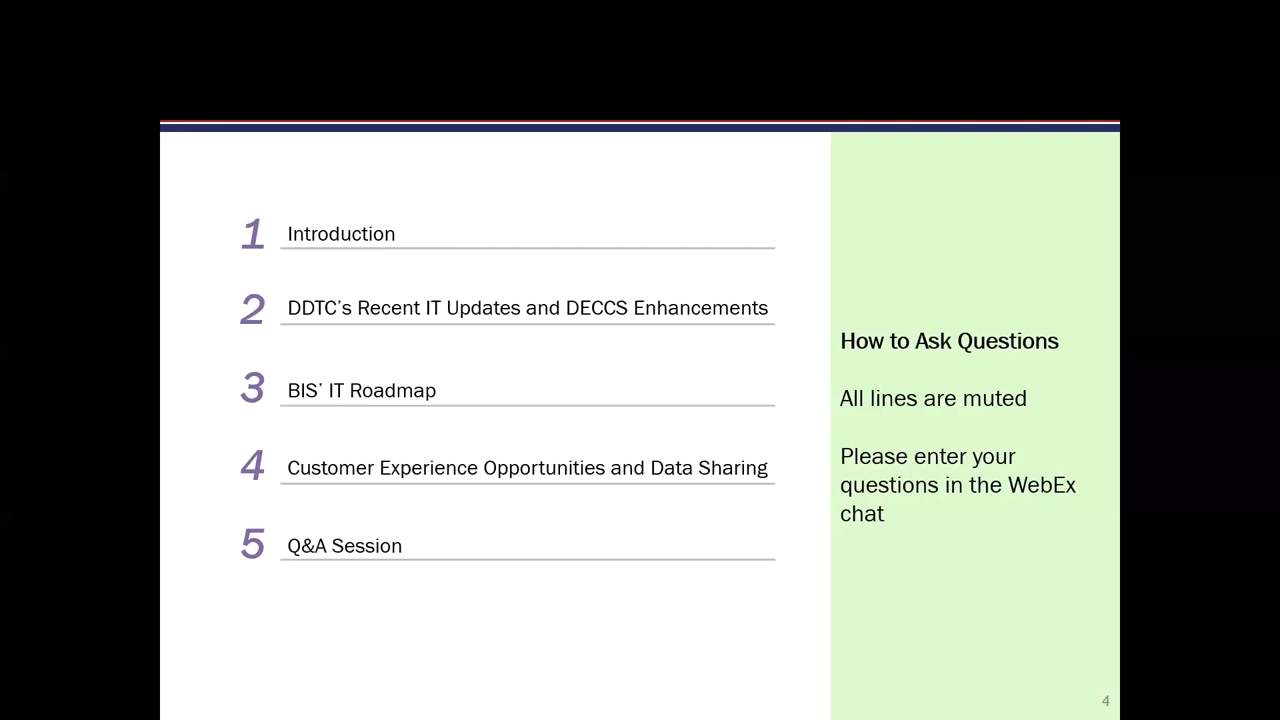 1 Introduction
2 DDTC’s Recent IT Updates and DECCS Enhancements
3 BIS’ IT Roadmap
4 Customer Experience Opportunities and Data Sharing
5 Q&A Session
How to Ask Questions
All lines are muted
Please enter your
questions in the WebEx
chat
4